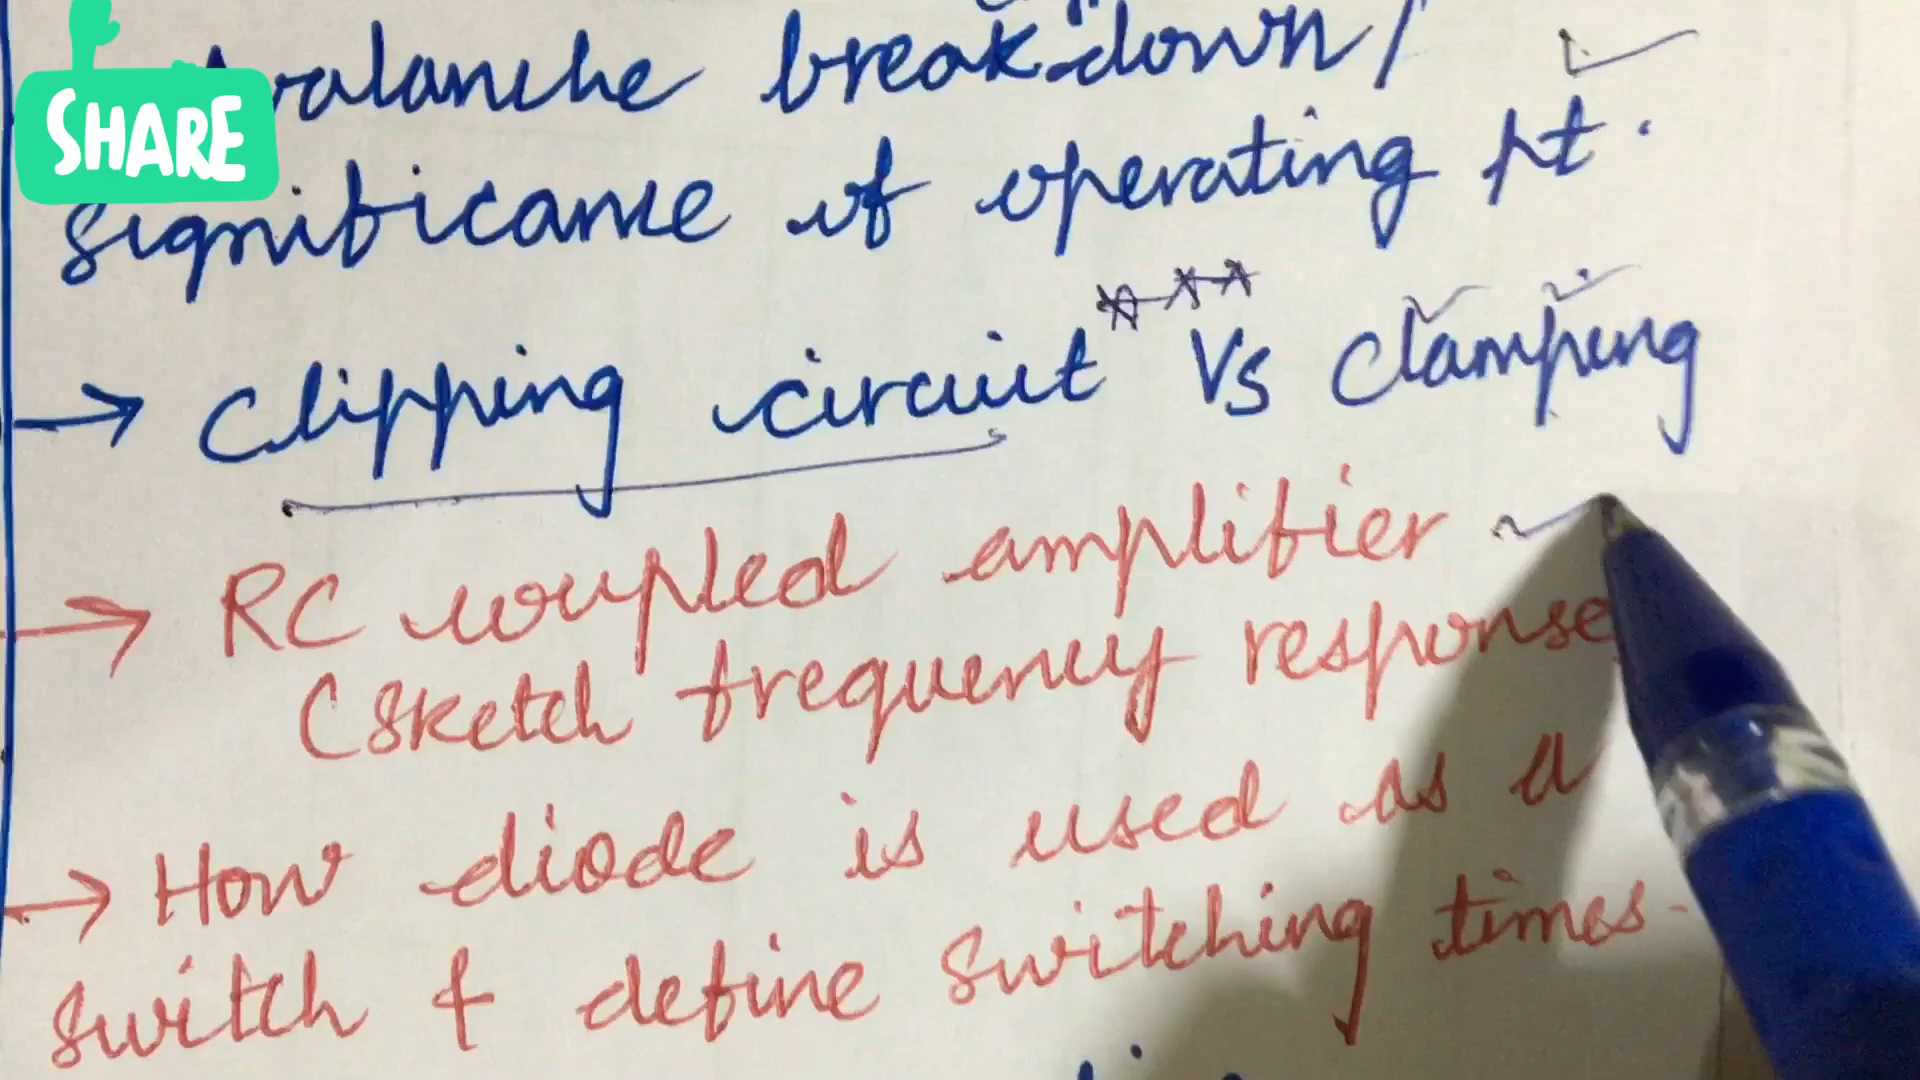 SHARE
Avalanche breakdown /
significance of operating pt.
→ Clipping circuit Vs Clamping
→ RC coupled amplifier
(sketch frequency response
→ How diode is used as a
switch & define switching times.